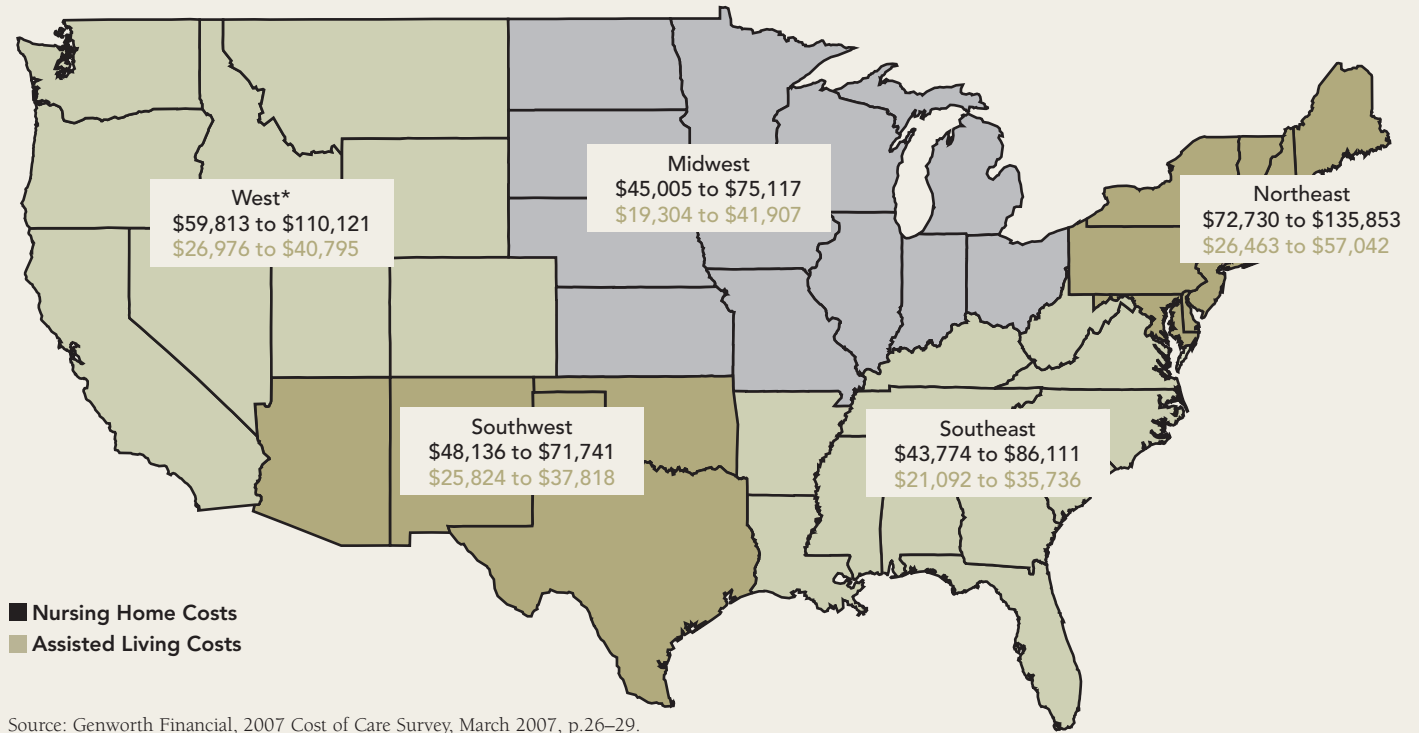 West*
$59,813 to $110,121
$26,976 to $40,795
Midwest
$45,005 to $75,117
$19,304 to $41,907
Northeast
$72,730 to $135,853
$26,463 to $57,042
Southwest
$48,136 to $71,741
$25,824 to $37,818
Southeast
$43,774 to $86,111
$21,092 to $35,736
Nursing Home Costs
Assisted Living Costs
Source: Genworth Financial, 2007 Cost of Care Survey, March 2007, p.26–29.